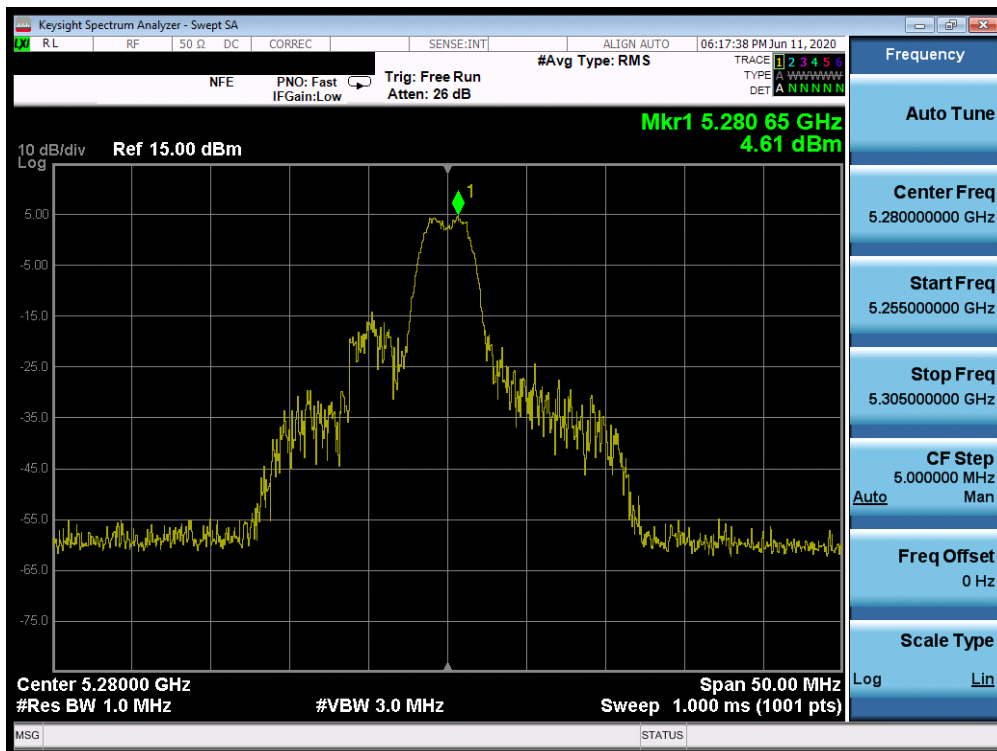 Keysight Spectrum Analyzer - Swept SA
LXI RL RF 50 Ω DC CORREC SENSE:INT ALIGN AUTO 06:17:38 PM Jun 11, 2020
NFE PNO: Fast Trig: Free Run #Avg Type: RMS TRACE 1 2 3 4 5 6
IFGain:Low Atten: 26 dB TYPE A WWWWW
DET A N N N N N
Mkr1 5.280 65 GHz
4.61 dBm
10 dB/div Ref 15.00 dBm
Log
1
5.00
-5.00
-15.0
-25.0
-35.0
-45.0
-55.0
-65.0
-75.0
Center 5.28000 GHz Span 50.00 MHz
#Res BW 1.0 MHz #VBW 3.0 MHz Sweep 1.000 ms (1001 pts)
MSG STATUS
Frequency
Auto Tune
Center Freq
5.280000000 GHz
Start Freq
5.255000000 GHz
Stop Freq
5.305000000 GHz
CF Step
5.000000 MHz
Auto Man
Freq Offset
0 Hz
Scale Type
Log Lin